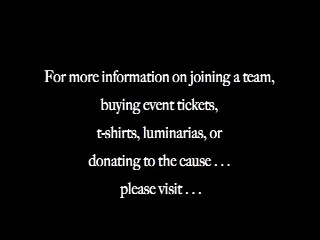 For more information on joining a team,
buying event tickets,
t-shirts, luminarias, or
donating to the cause . . .
please visit . . .